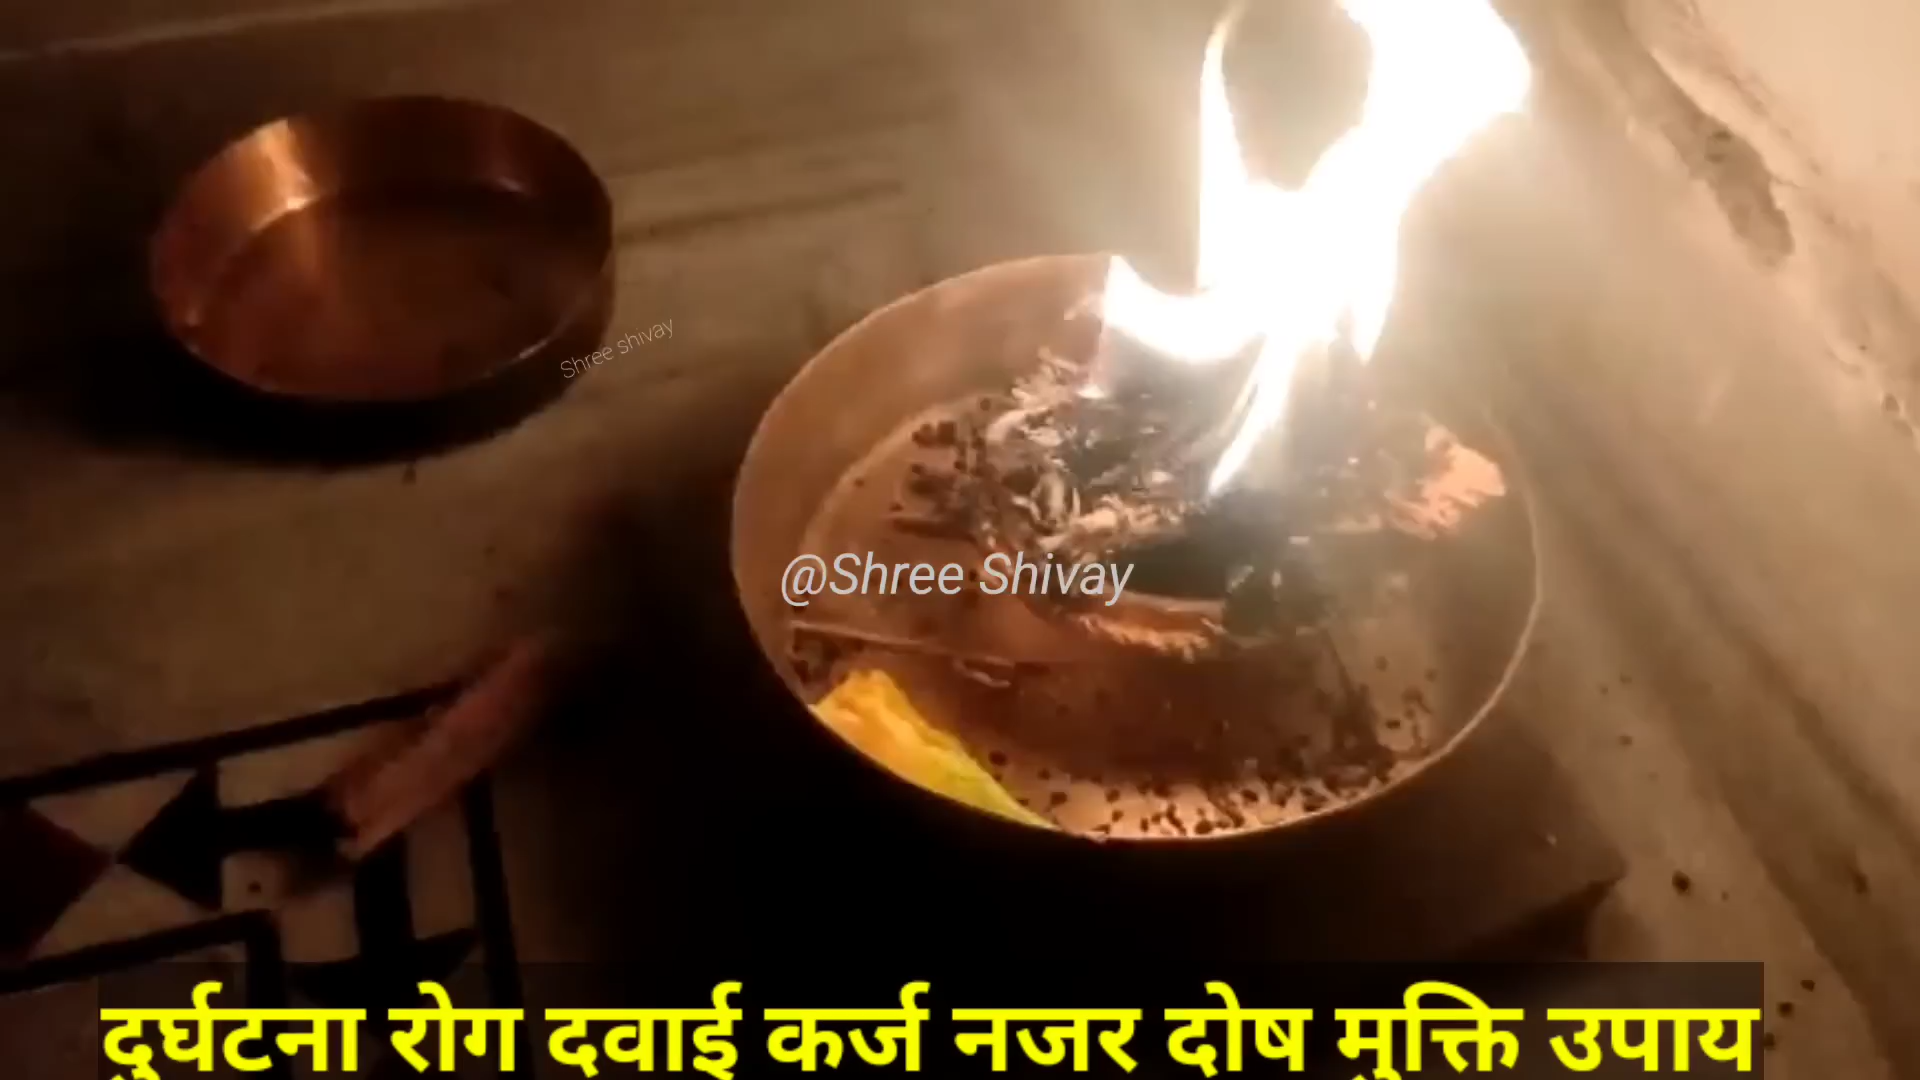 Shree shivay
@Shree Shivay
दुर्घटना रोग दवाई कर्ज नजर दोष मुक्ति उपाय